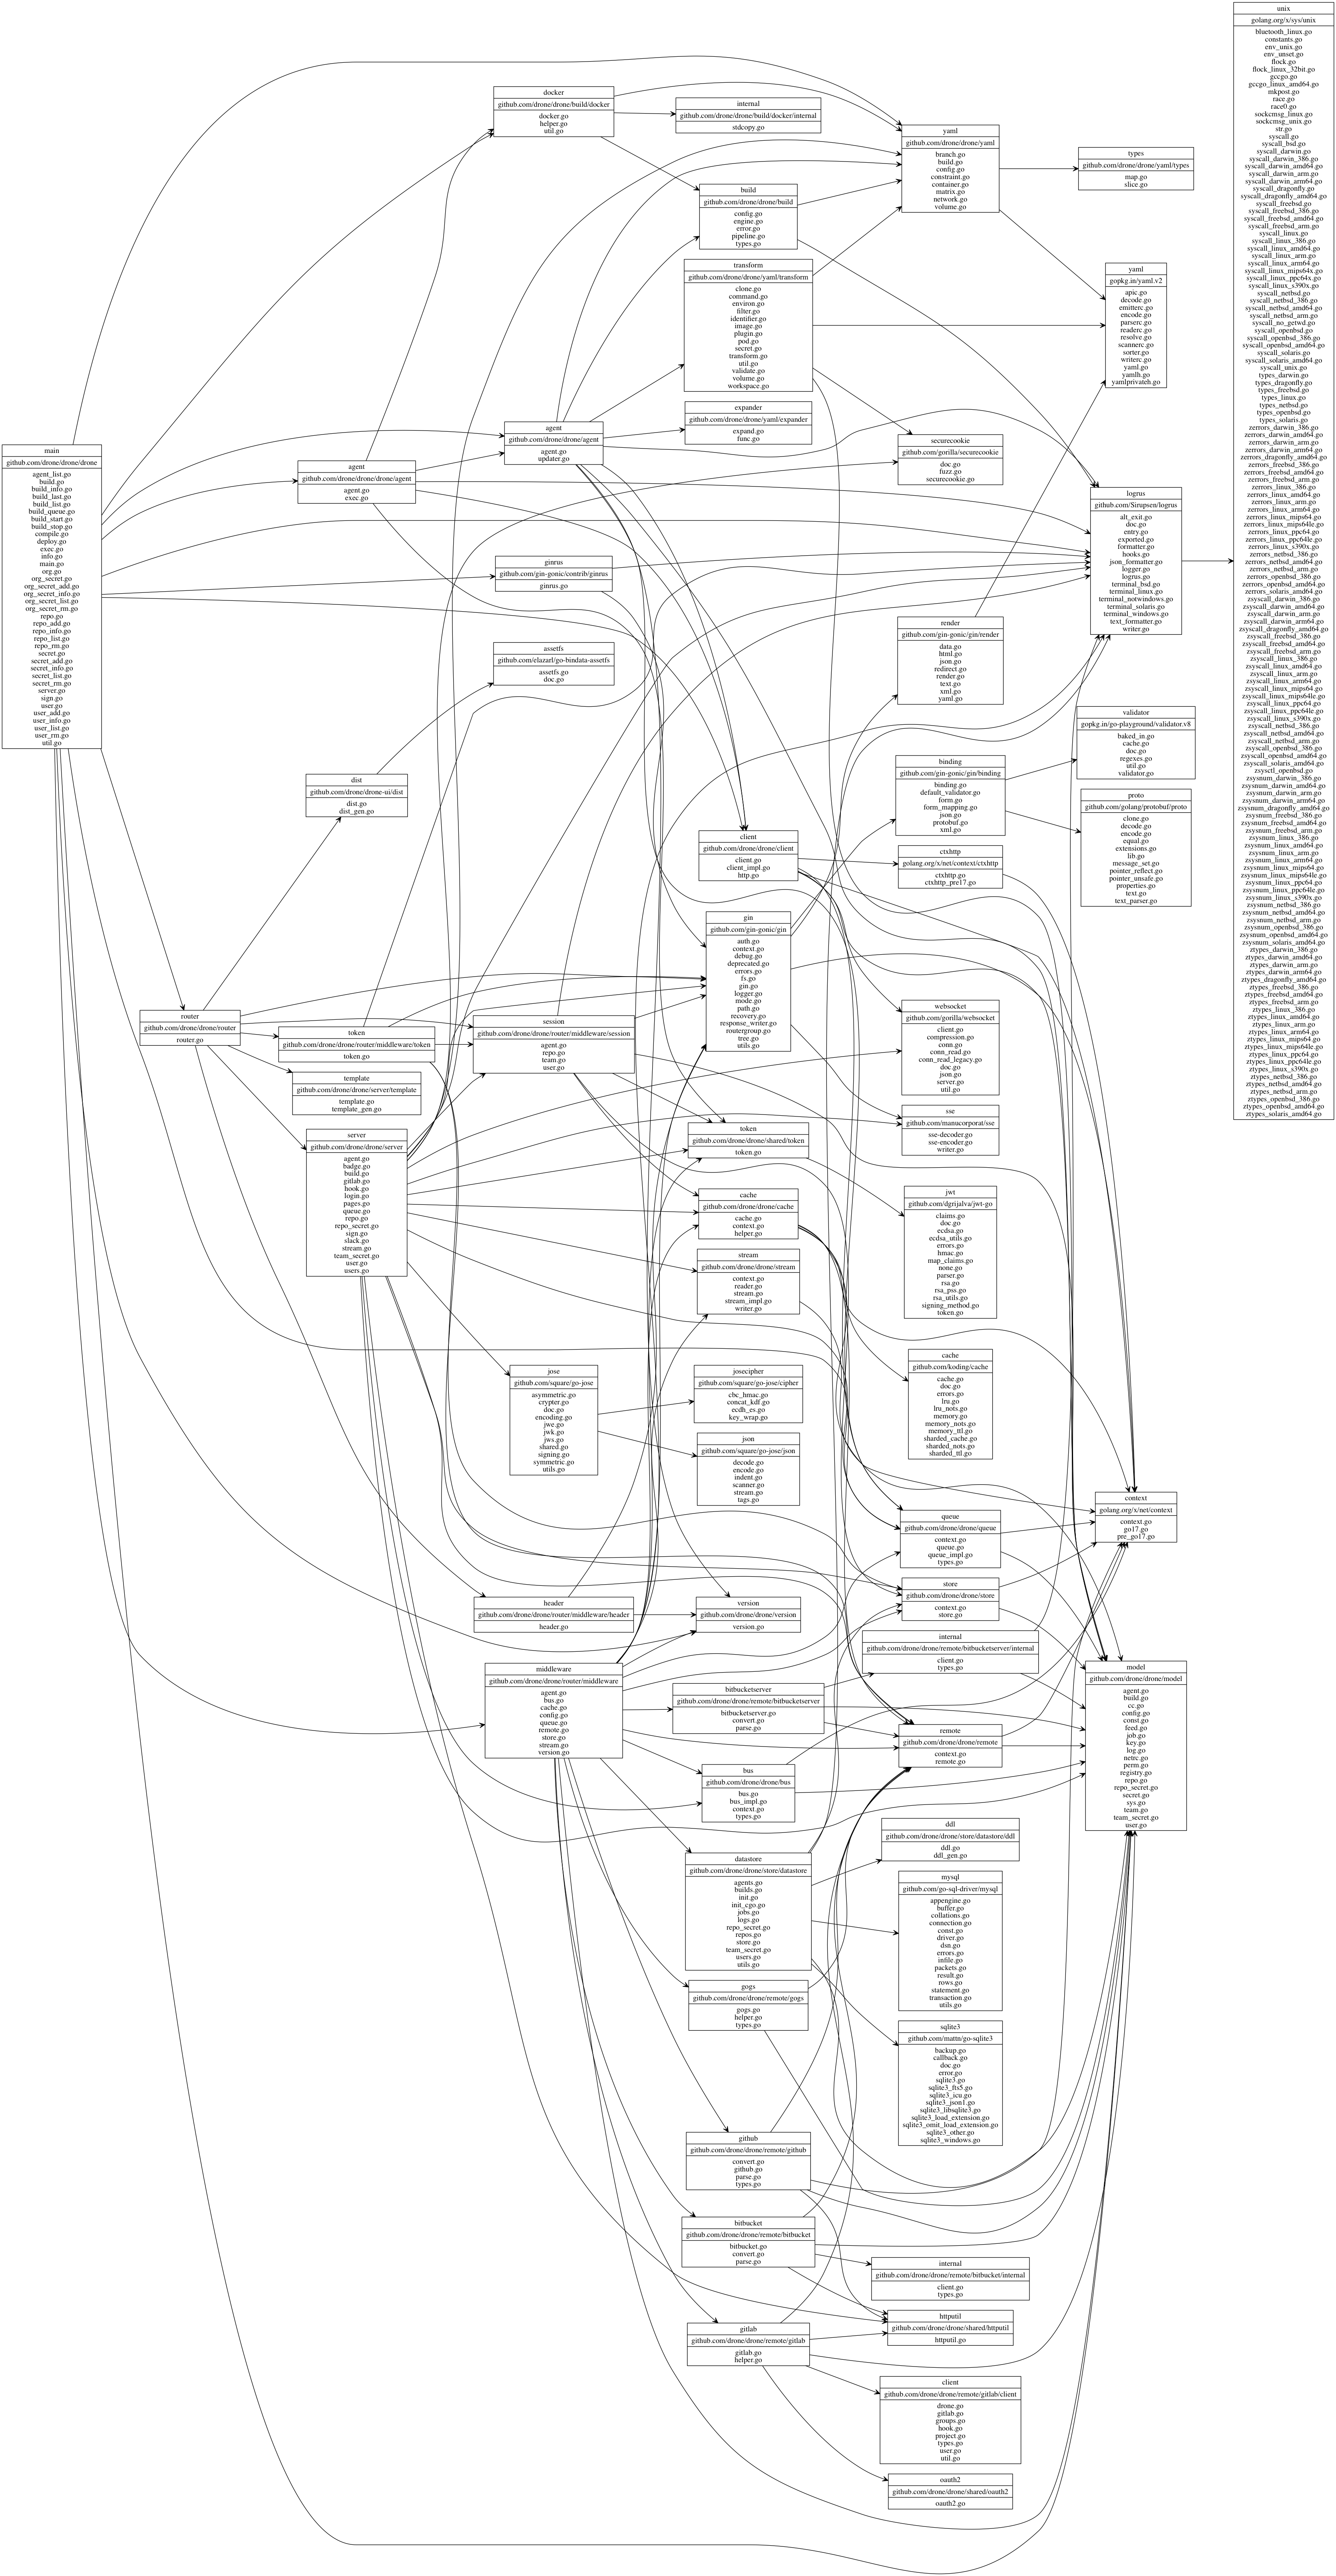 main
github.com/drone/drone/drone
agent_list.go
build.go
build_info.go
build_last.go
build_list.go
build_queue.go
build_start.go
build_stop.go
compile.go
deploy.go
exec.go
info.go
main.go
org.go
org_secret.go
org_secret_add.go
org_secret_info.go
org_secret_list.go
org_secret_rm.go
repo.go
repo_add.go
repo_info.go
repo_list.go
repo_rm.go
secret.go
secret_add.go
secret_info.go
secret_list.go
secret_rm.go
server.go
sign.go
user.go
user_add.go
user_info.go
user_list.go
user_rm.go
util.go
router
github.com/drone/drone/router
router.go
agent
github.com/drone/drone/drone/agent
agent.go
exec.go
dist
github.com/drone/drone-ui/dist
dist.go
dist_gen.go
token
github.com/drone/drone/router/middleware/token
token.go
template
github.com/drone/drone/server/template
template.go
template_gen.go
server
github.com/drone/drone/server
agent.go
badge.go
build.go
gitlab.go
hook.go
login.go
pages.go
queue.go
repo.go
repo_secret.go
sign.go
slack.go
stream.go
team_secret.go
user.go
users.go
docker
github.com/drone/drone/build/docker
docker.go
helper.go
util.go
agent
github.com/drone/drone/agent
agent.go
updater.go
ginrus
github.com/gin-gonic/contrib/ginrus
ginrus.go
assetfs
github.com/elazarl/go-bindata-assetfs
assetfs.go
doc.go
session
github.com/drone/drone/router/middleware/session
agent.go
repo.go
team.go
user.go
jose
github.com/square/go-jose
asymmetric.go
crypter.go
doc.go
encoding.go
jwe.go
jwk.go
jws.go
shared.go
signing.go
symmetric.go
utils.go
header
github.com/drone/drone/router/middleware/header
header.go
middleware
github.com/drone/drone/router/middleware
agent.go
bus.go
cache.go
config.go
queue.go
remote.go
store.go
stream.go
version.go
internal
github.com/drone/drone/build/docker/internal
stdcopy.go
build
github.com/drone/drone/build
config.go
engine.go
error.go
pipeline.go
types.go
transform
github.com/drone/drone/yaml/transform
clone.go
command.go
environ.go
filter.go
identifier.go
image.go
plugin.go
pod.go
secret.go
transform.go
util.go
validate.go
volume.go
workspace.go
expander
github.com/drone/drone/yaml/expander
expand.go
func.go
client
github.com/drone/drone/client
client.go
client_impl.go
http.go
gin
github.com/gin-gonic/gin
auth.go
context.go
debug.go
deprecated.go
errors.go
fs.go
gin.go
logger.go
mode.go
path.go
recovery.go
response_writer.go
routergroup.go
tree.go
utils.go
token
github.com/drone/drone/shared/token
token.go
cache
github.com/drone/drone/cache
cache.go
context.go
helper.go
stream
github.com/drone/drone/stream
context.go
reader.go
stream.go
stream_impl.go
writer.go
josecipher
github.com/square/go-jose/cipher
cbc_hmac.go
concat_kdf.go
ecdh_es.go
key_wrap.go
json
github.com/square/go-jose/json
decode.go
encode.go
indent.go
scanner.go
stream.go
tags.go
version
github.com/drone/drone/version
version.go
bitbucketserver
github.com/drone/drone/remote/bitbucketserver
bitbucketserver.go
convert.go
parse.go
bus
github.com/drone/drone/bus
bus.go
bus_impl.go
context.go
types.go
datastore
github.com/drone/drone/store/datastore
agents.go
builds.go
init.go
init_cgo.go
jobs.go
logs.go
repo_secret.go
repos.go
store.go
team_secret.go
users.go
utils.go
gogs
github.com/drone/drone/remote/gogs
gogs.go
helper.go
types.go
github
github.com/drone/drone/remote/github
convert.go
github.go
parse.go
types.go
bitbucket
github.com/drone/drone/remote/bitbucket
bitbucket.go
convert.go
parse.go
gitlab
github.com/drone/drone/remote/gitlab
gitlab.go
helper.go
yaml
github.com/drone/drone/yaml
branch.go
build.go
config.go
constraint.go
container.go
matrix.go
network.go
volume.go
securecookie
github.com/gorilla/securecookie
doc.go
fuzz.go
securecookie.go
render
github.com/gin-gonic/gin/render
data.go
html.go
json.go
redirect.go
render.go
text.go
xml.go
yaml.go
binding
github.com/gin-gonic/gin/binding
binding.go
default_validator.go
form.go
form_mapping.go
json.go
protobuf.go
xml.go
ctxhttp
golang.org/x/net/context/ctxhttp
ctxhttp.go
ctxhttp_pre17.go
websocket
github.com/gorilla/websocket
client.go
compression.go
conn.go
conn_read.go
conn_read_legacy.go
doc.go
json.go
server.go
util.go
sse
github.com/manucorporat/sse
sse-decoder.go
sse-encoder.go
writer.go
jwt
github.com/dgrijalva/jwt-go
claims.go
doc.go
ecdsa.go
ecdsa_utils.go
errors.go
hmac.go
map_claims.go
none.go
parser.go
rsa.go
rsa_pss.go
rsa_utils.go
signing_method.go
token.go
cache
github.com/koding/cache
cache.go
doc.go
errors.go
lru.go
lru_nots.go
memory.go
memory_nots.go
memory_ttl.go
sharded_cache.go
sharded_nots.go
sharded_ttl.go
queue
github.com/drone/drone/queue
context.go
queue.go
queue_impl.go
types.go
store
github.com/drone/drone/store
context.go
store.go
internal
github.com/drone/drone/remote/bitbucketserver/internal
client.go
types.go
remote
github.com/drone/drone/remote
context.go
remote.go
ddl
github.com/drone/drone/store/datastore/ddl
ddl.go
ddl_gen.go
mysql
github.com/go-sql-driver/mysql
appengine.go
buffer.go
collations.go
connection.go
const.go
driver.go
dsn.go
errors.go
infile.go
packets.go
result.go
rows.go
statement.go
transaction.go
utils.go
sqlite3
github.com/mattn/go-sqlite3
backup.go
callback.go
doc.go
error.go
sqlite3.go
sqlite3_fts5.go
sqlite3_icu.go
sqlite3_json1.go
sqlite3_libsqlite3.go
sqlite3_load_extension.go
sqlite3_omit_load_extension.go
sqlite3_other.go
sqlite3_windows.go
internal
github.com/drone/drone/remote/bitbucket/internal
client.go
types.go
httputil
github.com/drone/drone/shared/httputil
httputil.go
client
github.com/drone/drone/remote/gitlab/client
drone.go
gitlab.go
groups.go
hook.go
project.go
types.go
user.go
util.go
oauth2
github.com/drone/drone/shared/oauth2
oauth2.go
types
github.com/drone/drone/yaml/types
map.go
slice.go
yaml
gopkg.in/yaml.v2
apic.go
decode.go
emitterc.go
encode.go
parserc.go
readerc.go
resolve.go
scannerc.go
sorter.go
writerc.go
yaml.go
yamlh.go
yamlprivateh.go
logrus
github.com/Sirupsen/logrus
alt_exit.go
doc.go
entry.go
exported.go
formatter.go
hooks.go
json_formatter.go
logger.go
logrus.go
terminal_bsd.go
terminal_linux.go
terminal_notwindows.go
terminal_solaris.go
terminal_windows.go
text_formatter.go
writer.go
validator
gopkg.in/go-playground/validator.v8
baked_in.go
cache.go
doc.go
regexes.go
util.go
validator.go
proto
github.com/golang/protobuf/proto
clone.go
decode.go
encode.go
equal.go
extensions.go
lib.go
message_set.go
pointer_reflect.go
pointer_unsafe.go
properties.go
text.go
text_parser.go
context
golang.org/x/net/context
context.go
go17.go
pre_go17.go
model
github.com/drone/drone/model
agent.go
build.go
cc.go
config.go
const.go
feed.go
job.go
key.go
log.go
netrc.go
perm.go
registry.go
repo.go
repo_secret.go
secret.go
sys.go
team.go
team_secret.go
user.go
unix
golang.org/x/sys/unix
bluetooth_linux.go
constants.go
env_unix.go
env_unset.go
flock.go
flock_linux_32bit.go
gccgo.go
gccgo_linux_amd64.go
mkpost.go
race.go
race0.go
sockcmsg_linux.go
sockcmsg_unix.go
str.go
syscall.go
syscall_bsd.go
syscall_darwin.go
syscall_darwin_386.go
syscall_darwin_amd64.go
syscall_darwin_arm.go
syscall_darwin_arm64.go
syscall_dragonfly.go
syscall_dragonfly_amd64.go
syscall_freebsd.go
syscall_freebsd_386.go
syscall_freebsd_amd64.go
syscall_freebsd_arm.go
syscall_linux.go
syscall_linux_386.go
syscall_linux_amd64.go
syscall_linux_arm.go
syscall_linux_arm64.go
syscall_linux_mips64x.go
syscall_linux_ppc64x.go
syscall_linux_s390x.go
syscall_netbsd.go
syscall_netbsd_386.go
syscall_netbsd_amd64.go
syscall_netbsd_arm.go
syscall_no_getwd.go
syscall_openbsd.go
syscall_openbsd_386.go
syscall_openbsd_amd64.go
syscall_solaris.go
syscall_solaris_amd64.go
syscall_unix.go
types_darwin.go
types_dragonfly.go
types_freebsd.go
types_linux.go
types_netbsd.go
types_openbsd.go
types_solaris.go
zerrors_darwin_386.go
zerrors_darwin_amd64.go
zerrors_darwin_arm.go
zerrors_darwin_arm64.go
zerrors_dragonfly_amd64.go
zerrors_freebsd_386.go
zerrors_freebsd_amd64.go
zerrors_freebsd_arm.go
zerrors_linux_386.go
zerrors_linux_amd64.go
zerrors_linux_arm.go
zerrors_linux_arm64.go
zerrors_linux_mips64.go
zerrors_linux_mips64le.go
zerrors_linux_ppc64.go
zerrors_linux_ppc64le.go
zerrors_linux_s390x.go
zerrors_netbsd_386.go
zerrors_netbsd_amd64.go
zerrors_netbsd_arm.go
zerrors_openbsd_386.go
zerrors_openbsd_amd64.go
zerrors_solaris_amd64.go
zsyscall_darwin_386.go
zsyscall_darwin_amd64.go
zsyscall_darwin_arm.go
zsyscall_darwin_arm64.go
zsyscall_dragonfly_amd64.go
zsyscall_freebsd_386.go
zsyscall_freebsd_amd64.go
zsyscall_freebsd_arm.go
zsyscall_linux_386.go
zsyscall_linux_amd64.go
zsyscall_linux_arm.go
zsyscall_linux_arm64.go
zsyscall_linux_mips64.go
zsyscall_linux_mips64le.go
zsyscall_linux_ppc64.go
zsyscall_linux_ppc64le.go
zsyscall_linux_s390x.go
zsyscall_netbsd_386.go
zsyscall_netbsd_amd64.go
zsyscall_netbsd_arm.go
zsyscall_openbsd_386.go
zsyscall_openbsd_amd64.go
zsyscall_solaris_amd64.go
zsysctl_openbsd.go
zsysnum_darwin_386.go
zsysnum_darwin_amd64.go
zsysnum_darwin_arm.go
zsysnum_darwin_arm64.go
zsysnum_dragonfly_amd64.go
zsysnum_freebsd_386.go
zsysnum_freebsd_amd64.go
zsysnum_freebsd_arm.go
zsysnum_linux_386.go
zsysnum_linux_amd64.go
zsysnum_linux_arm.go
zsysnum_linux_arm64.go
zsysnum_linux_mips64.go
zsysnum_linux_mips64le.go
zsysnum_linux_ppc64.go
zsysnum_linux_ppc64le.go
zsysnum_linux_s390x.go
zsysnum_netbsd_386.go
zsysnum_netbsd_amd64.go
zsysnum_netbsd_arm.go
zsysnum_openbsd_386.go
zsysnum_openbsd_amd64.go
zsysnum_solaris_amd64.go
ztypes_darwin_386.go
ztypes_darwin_amd64.go
ztypes_darwin_arm.go
ztypes_darwin_arm64.go
ztypes_dragonfly_amd64.go
ztypes_freebsd_386.go
ztypes_freebsd_amd64.go
ztypes_freebsd_arm.go
ztypes_linux_386.go
ztypes_linux_amd64.go
ztypes_linux_arm.go
ztypes_linux_arm64.go
ztypes_linux_mips64.go
ztypes_linux_mips64le.go
ztypes_linux_ppc64.go
ztypes_linux_ppc64le.go
ztypes_linux_s390x.go
ztypes_netbsd_386.go
ztypes_netbsd_amd64.go
ztypes_netbsd_arm.go
ztypes_openbsd_386.go
ztypes_openbsd_amd64.go
ztypes_solaris_amd64.go